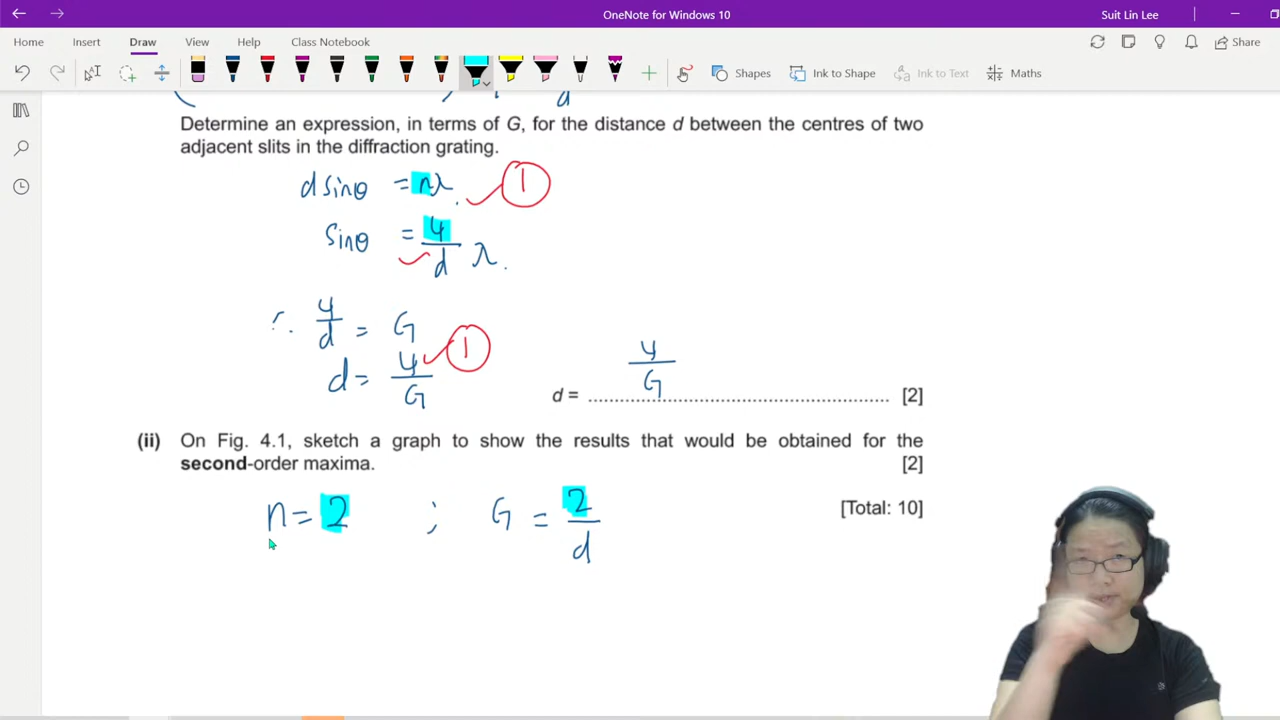 OneNote for Windows 10
Suit Lin Lee
Home Insert Draw View Help Class Notebook
Share
Shapes Ink to Shape Ink to Text Maths
d
Determine an expression, in terms of G, for the distance d between the centres of two
adjacent slits in the diffraction grating.
d sinθ = nλ. ✓ 1
sinθ = 4/d λ.
∴ 4/d = G
d = 4/G ✓ 1
4/G
d = ........................................................ [2]
(ii) On Fig. 4.1, sketch a graph to show the results that would be obtained for the
second-order maxima. [2]
n = 2 ; G = 2/d
[Total: 10]